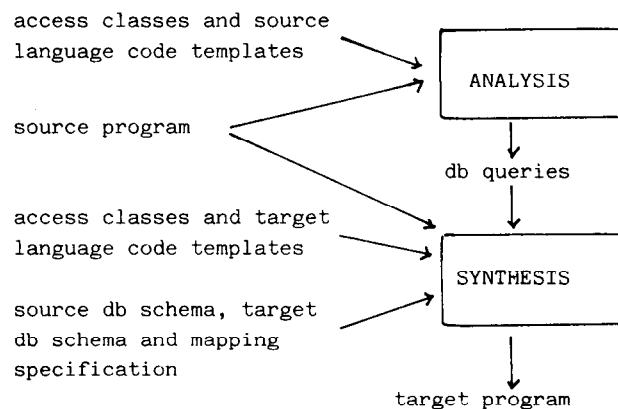 access classes and source
language code templates
ANALYSIS
source program
db queries
access classes and target
language code templates
SYNTHESIS
source db schema, target
db schema and mapping
specification
target program